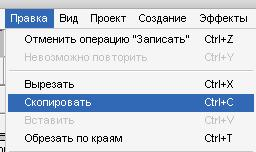 Правка Вид Проект Создание Эффекты
Отменить операцию "Записать" Ctrl+Z
Невозможно повторить Ctrl+Y
Вырезать Ctrl+X
Скопировать Ctrl+C
Вставить Ctrl+V
Обрезать по краям Ctrl+T